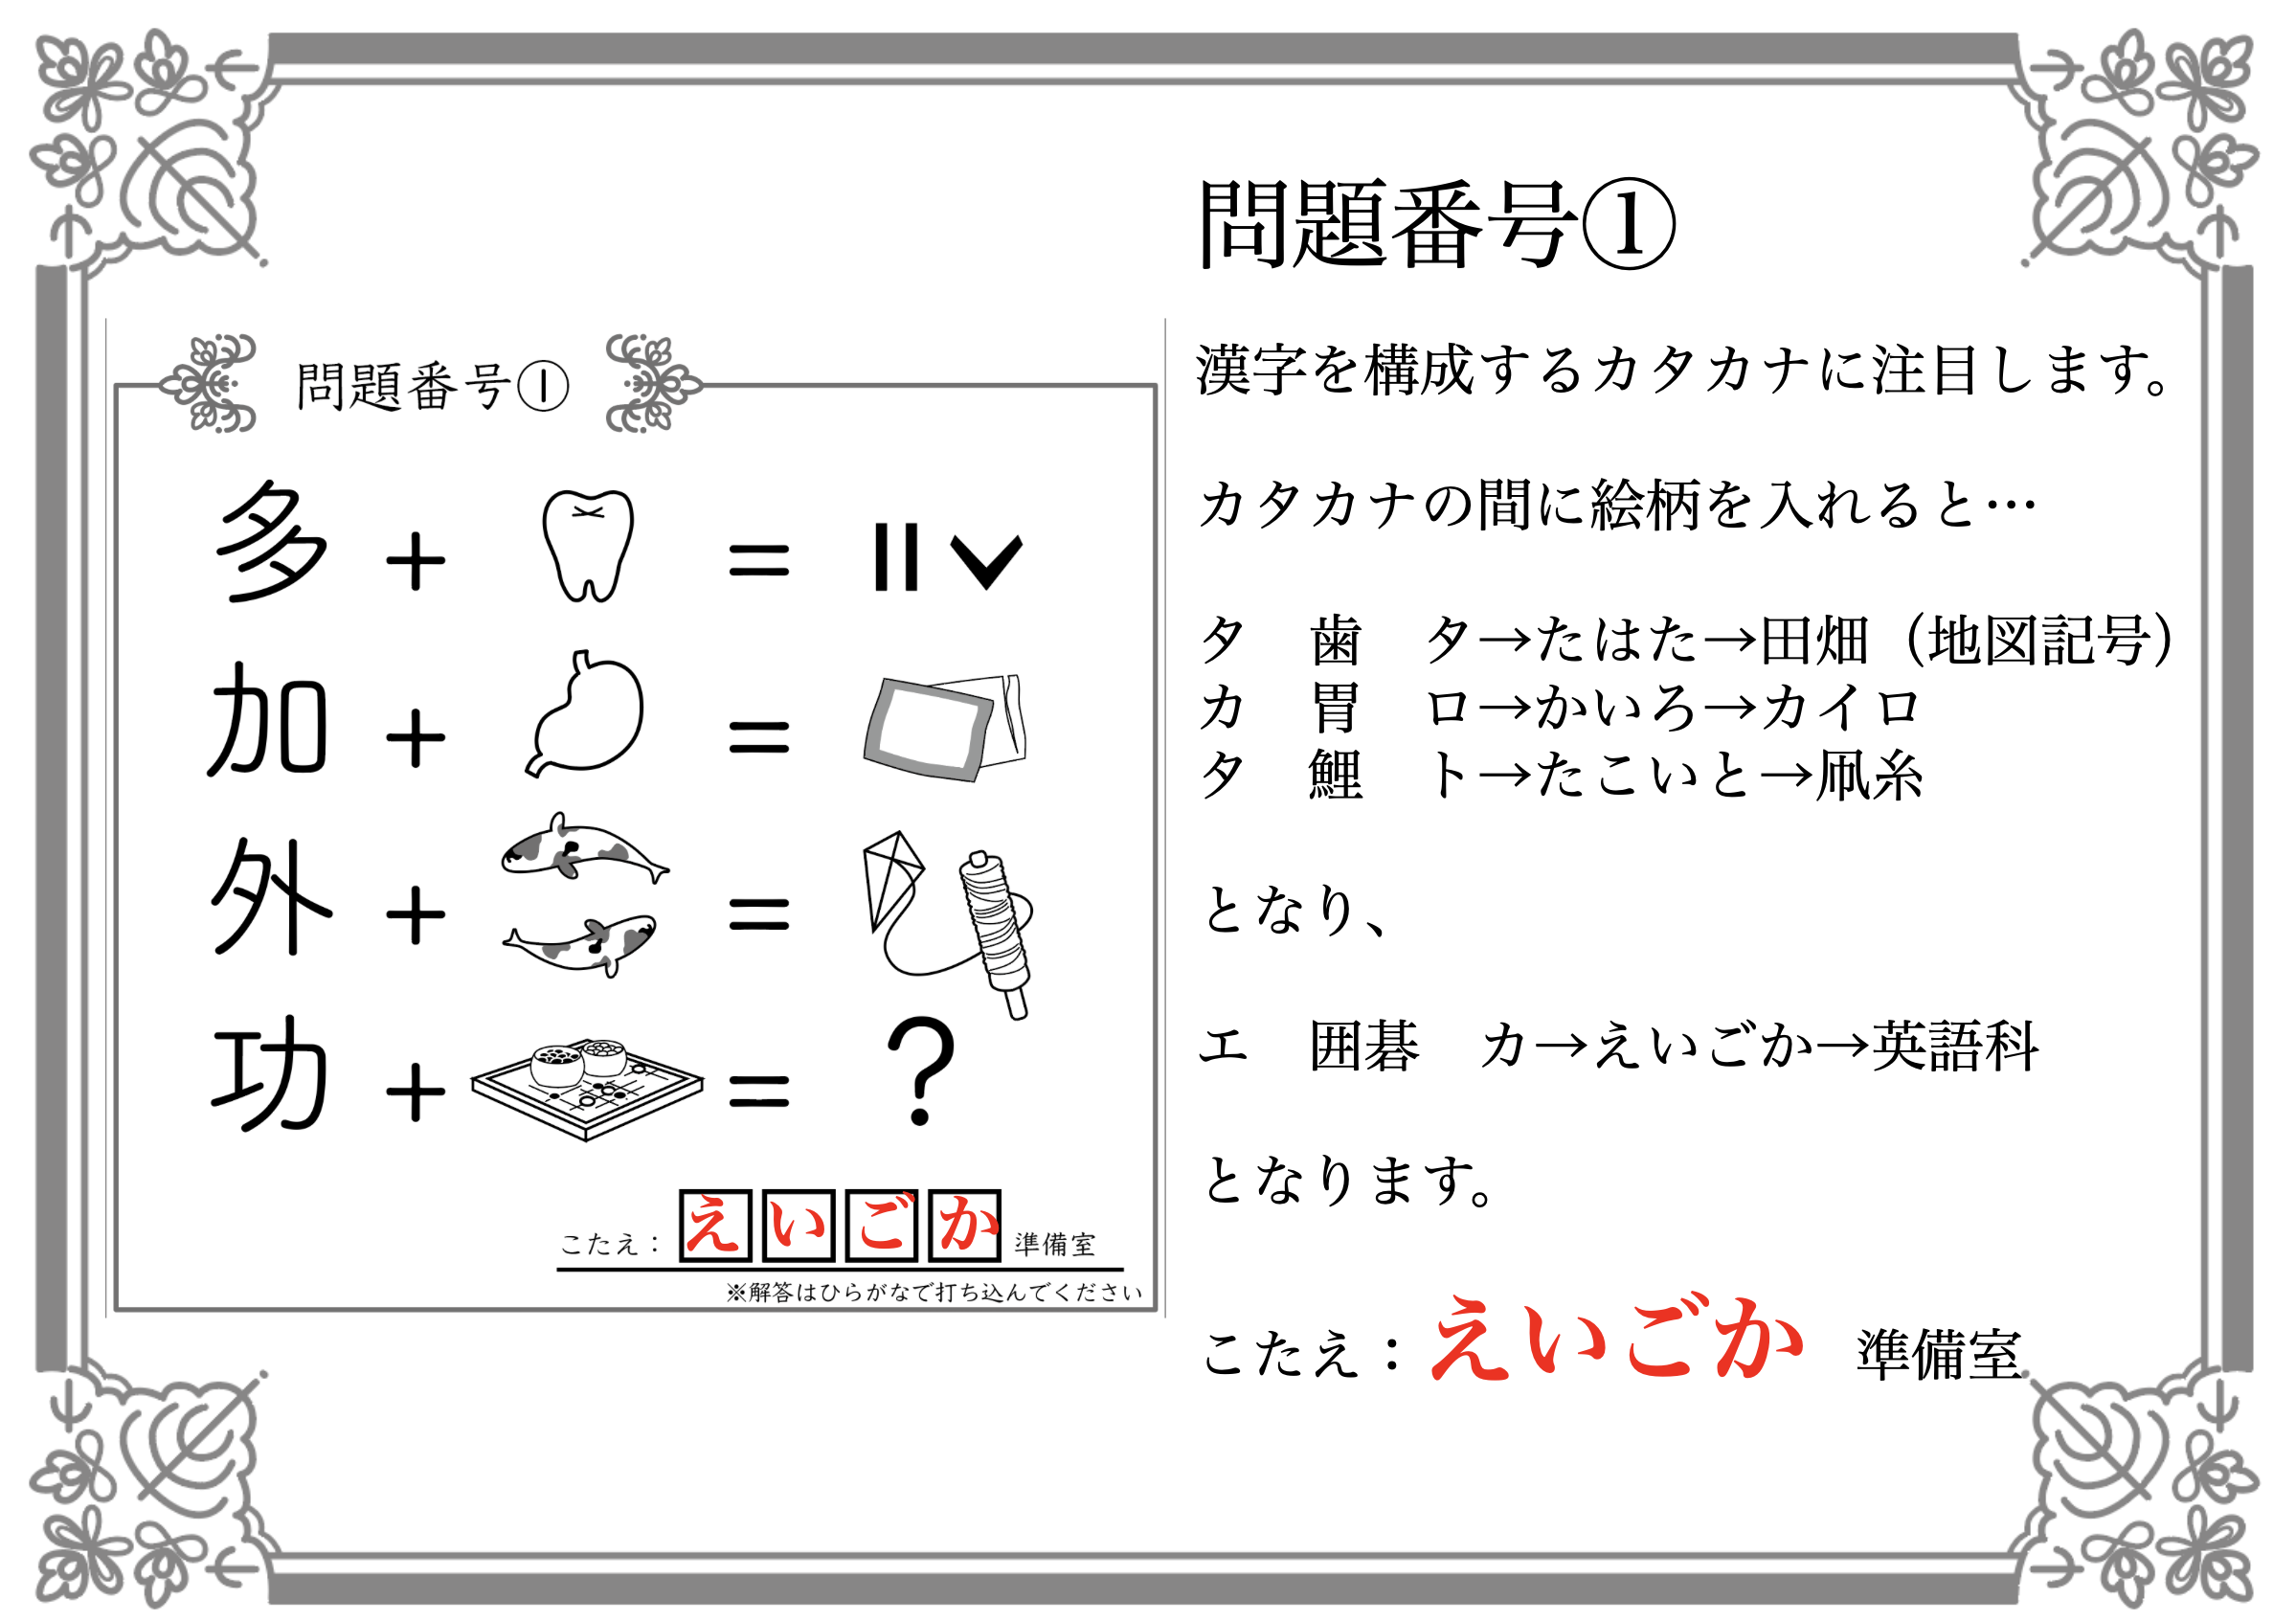 問題番号①
多 + =
加 + =
外 + =
功 + = ?
こたえ： えいごか 準備室
※解答はひらがなで打ち込んでください
問題番号①
漢字を構成するカタカナに注目します。
カタカナの間に絵柄を入れると…
タ 歯 タ→たはた→田畑（地図記号）
カ 胃 ロ→かいろ→カイロ
タ 鯉 ト→たこいと→凧糸
となり、
エ 囲碁 カ→えいごか→英語科
となります。
こたえ：えいごか 準備室